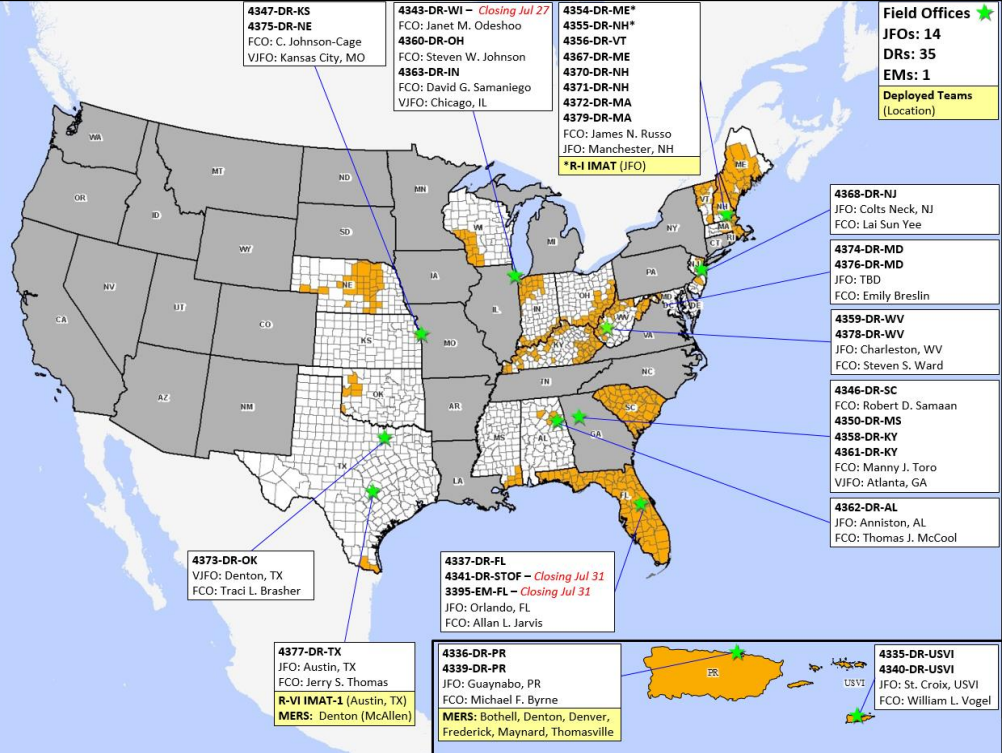 4347-DR-KS
4375-DR-NE
FCO: C. Johnson-Cage
VJFO: Kansas City, MO
4343-DR-WI – Closing Jul 27
FCO: Janet M. Odeshoo
4360-DR-OH
FCO: Steven W. Johnson
4363-DR-IN
FCO: David G. Samaniego
VJFO: Chicago, IL
4354-DR-ME*
4355-DR-NH*
4356-DR-VT
4367-DR-ME
4370-DR-NH
4371-DR-NH
4372-DR-MA
4379-DR-MA
FCO: James N. Russo
JFO: Manchester, NH
*R-I IMAT (JFO)
Field Offices
JFOs: 14
DRs: 35
EMs: 1
Deployed Teams
(Location)
4368-DR-NJ
JFO: Colts Neck, NJ
FCO: Lai Sun Yee
4374-DR-MD
4376-DR-MD
JFO: TBD
FCO: Emily Breslin
4359-DR-WV
4378-DR-WV
JFO: Charleston, WV
FCO: Steven S. Ward
4346-DR-SC
FCO: Robert D. Samaan
4350-DR-MS
4358-DR-KY
4361-DR-KY
FCO: Manny J. Toro
VJFO: Atlanta, GA
4362-DR-AL
JFO: Anniston, AL
FCO: Thomas J. McCool
WA
MT
ND
MN
ME
VT
NH
OR
ID
SD
WI
MI
NY
MA
CT
RI
WY
IA
PA
NJ
NV
NE
IL
IN
OH
MD
DE
DC
UT
CO
WV
VA
CA
KS
MO
NC
TN
AZ
NM
OK
AR
SC
MS
AL
GA
TX
LA
FL
4373-DR-OK
VJFO: Denton, TX
FCO: Traci L. Brasher
4337-DR-FL
4341-DR-STOF – Closing Jul 31
3395-EM-FL – Closing Jul 31
JFO: Orlando, FL
FCO: Allan L. Jarvis
4377-DR-TX
JFO: Austin, TX
FCO: Jerry S. Thomas
R-VI IMAT-1 (Austin, TX)
MERS: Denton (McAllen)
4336-DR-PR
4339-DR-PR
JFO: Guaynabo, PR
FCO: Michael F. Byrne
MERS: Bothell, Denton, Denver,
Frederick, Maynard, Thomasville
PR
USVI
4335-DR-USVI
4340-DR-USVI
JFO: St. Croix, USVI
FCO: William L. Vogel